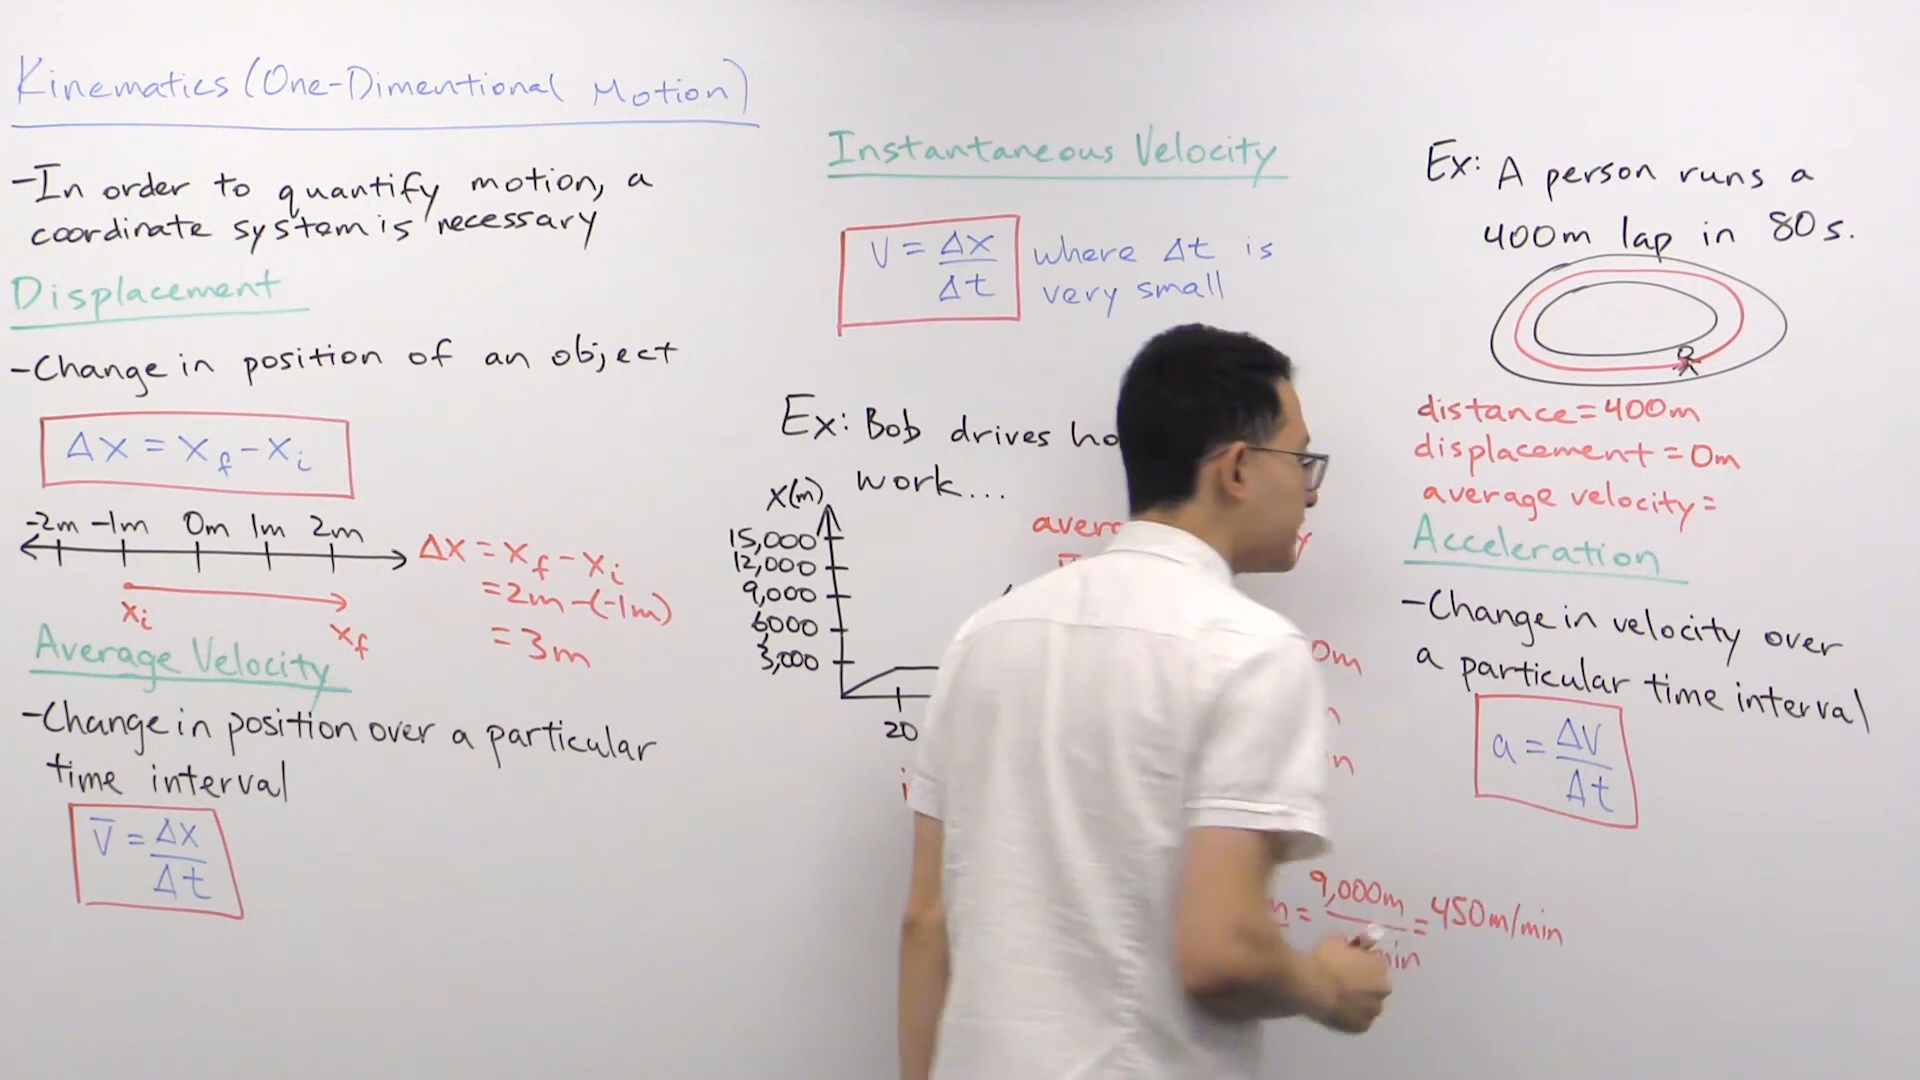 Kinematics (One-Dimentional Motion)
-In order to quantify motion, a
coordinate system is necessary
Displacement
-Change in position of an object
Δx = xf - xi
-2m -1m 0m 1m 2m
xi
xf
Δx = xf - xi
= 2m - (-1m)
= 3m
Average Velocity
-Change in position over a particular
time interval
V̅ = Δx
Δt
Instantaneous Velocity
V = Δx
Δt
where Δt is
very small
Ex: Bob drives
work...
x(m)
15,000
12,000
9,000
6000
3,000
20
= 9,000m = 450m/min
min
Ex: A person runs a
400m lap in 80s.
distance = 400m
displacement = 0m
average velocity =
Acceleration
-Change in velocity over
a particular time interval
a = ΔV
Δt